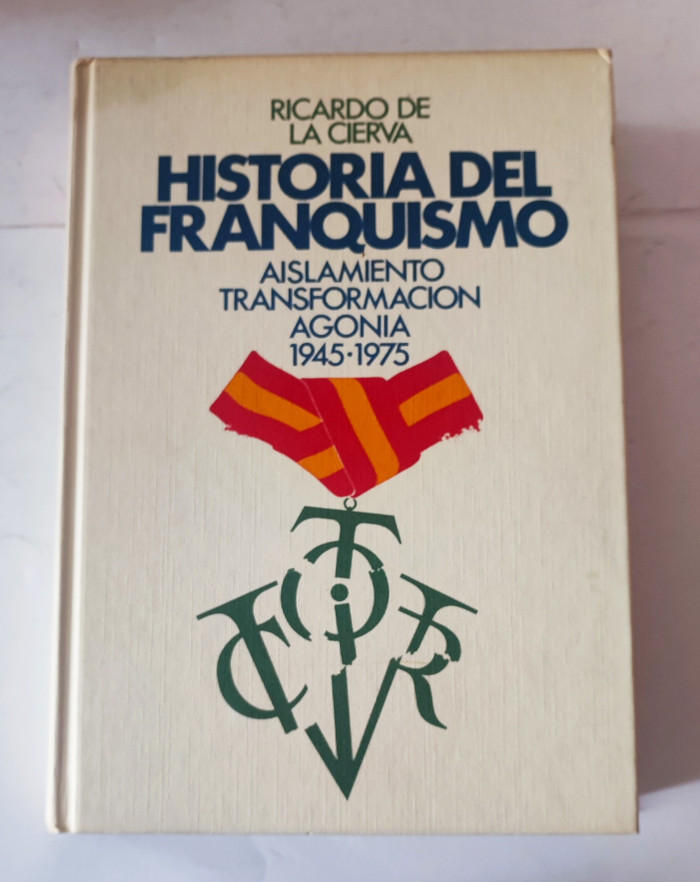 RICARDO DE
LA CIERVA
HISTORIA DEL
FRANQUISMO
AISLAMIENTO
TRANSFORMACION
AGONIA
1945·1975